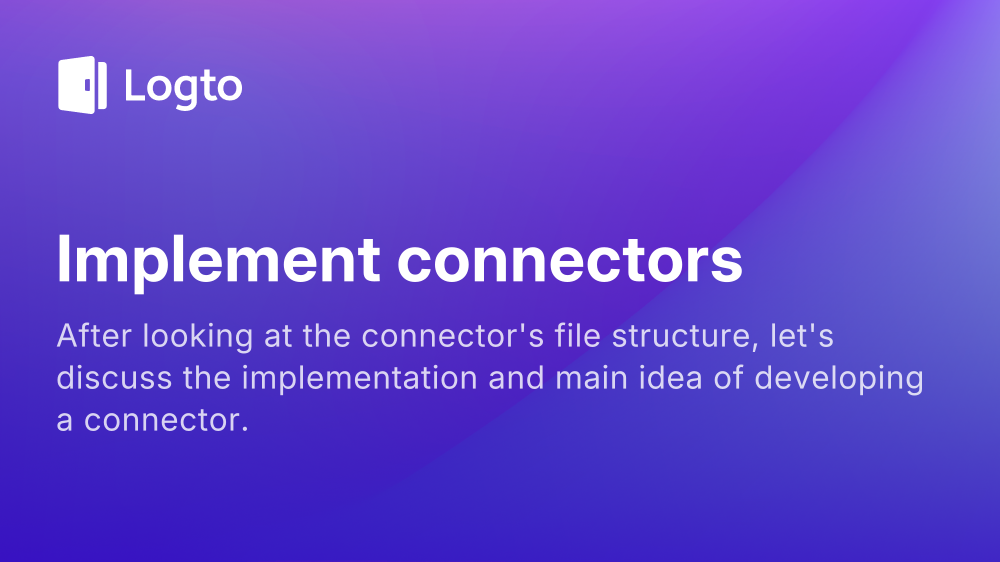 Logto
Implement connectors
After looking at the connector's file structure, let's
discuss the implementation and main idea of developing
a connector.